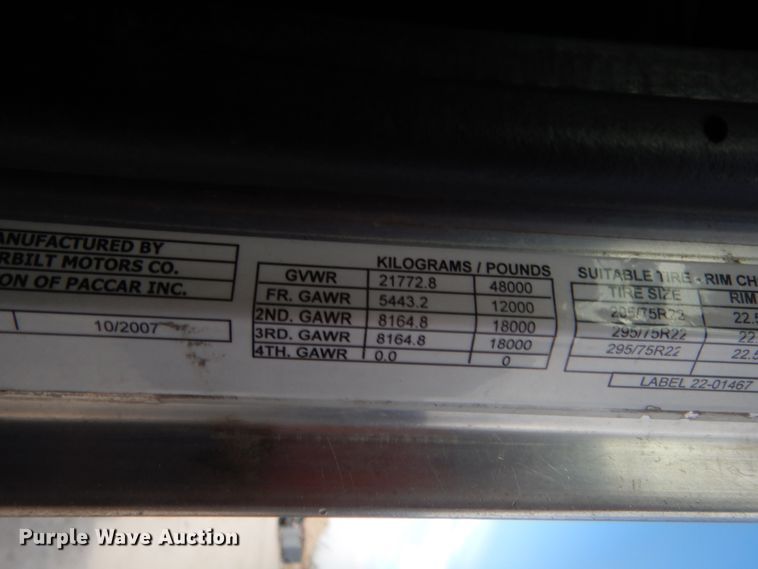 ANUFACTURED BY
RBILT MOTORS CO.
ION OF PACCAR INC.
10/2007
KILOGRAMS / POUNDS
GVWR 21772.8 48000
FR. GAWR 5443.2 12000
2ND. GAWR 8164.8 18000
3RD. GAWR 8164.8 18000
4TH. GAWR 0.0 0
SUITABLE TIRE - RIM CH
TIRE SIZE RIM
295/75R22 22.5
295/75R22 22.
295/75R22 22.5
LABEL 22-01467
Purple Wave Auction